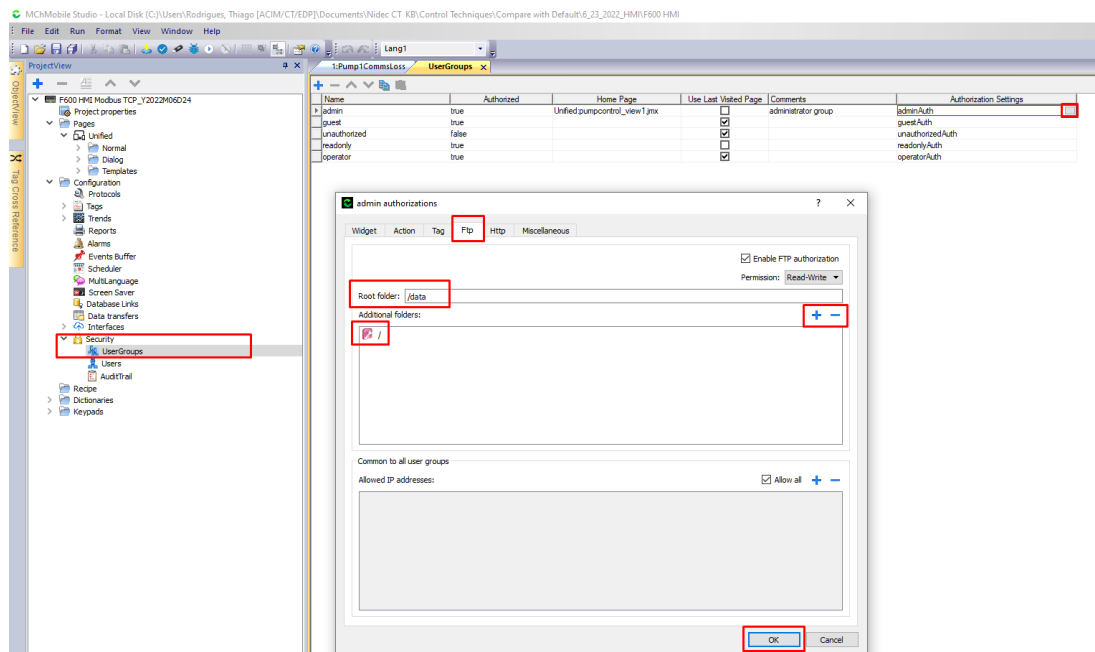 MChMobile Studio - Local Disk (C:)\Users\Rodrigues, Thiago [ACIM/CT/EDP]\Documents\Nidec CT KB\Control Techniques\Compare with Default\6_23_2022_HMI\F600 HMI
File Edit Run Format View Window Help
Lang1
ProjectView
1:Pump1CommsLoss UserGroups x
ObjectView
Tag Cross Reference
F600 HMI Modbus TCP_Y2022M06D24
Project properties
Pages
Unified
Normal
Dialog
Templates
Configuration
Protocols
Tags
Trends
Reports
Alarms
Events Buffer
Scheduler
MultiLanguage
Screen Saver
Database Links
Data transfers
Interfaces
Security
UserGroups
Users
AuditTrail
Recipe
Dictionaries
Keypads
Name Authorized Home Page Use Last Visited Page Comments Authorization Settings
admin true Unified:pumpcontrol_view1.jmx administrator group adminAuth
guest true guestAuth
unauthorized false unauthorizedAuth
readonly true readonlyAuth
operator true operatorAuth
admin authorizations ? X
Widget Action Tag Ftp Http Miscellaneous
Enable FTP authorization
Permission: Read-Write
Root folder: /data
Additional folders:
/
Common to all user groups
Allowed IP addresses: Allow all
OK Cancel